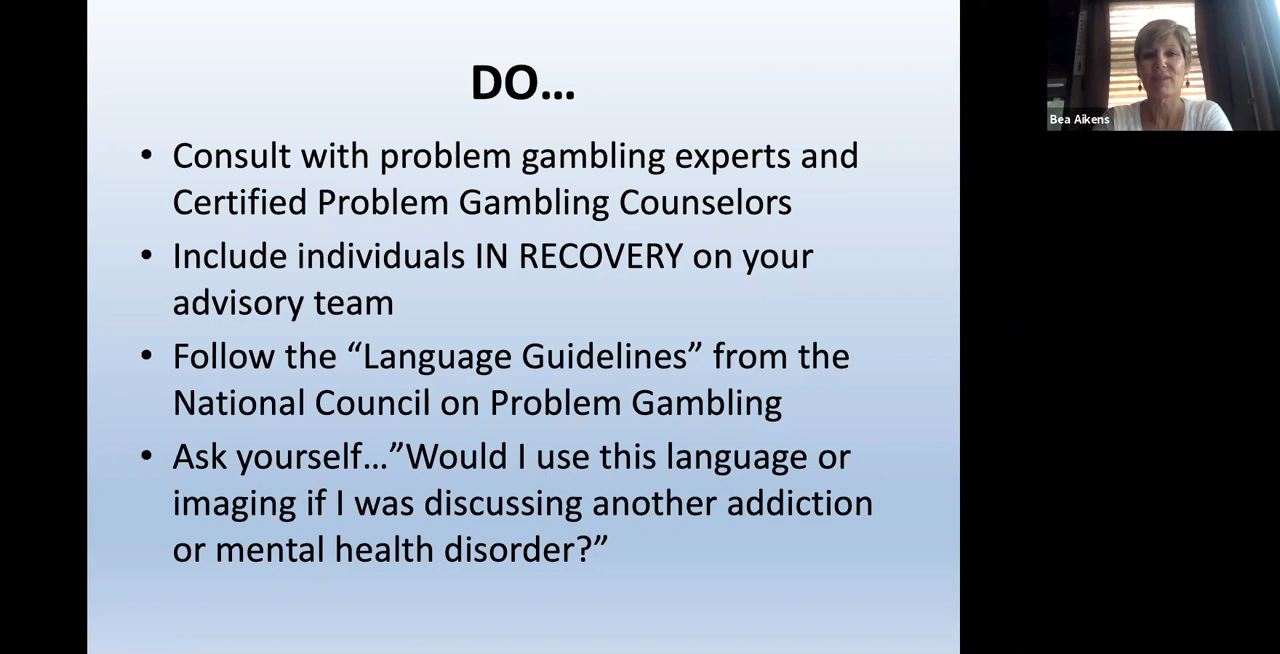 DO...
• Consult with problem gambling experts and
Certified Problem Gambling Counselors
• Include individuals IN RECOVERY on your
advisory team
• Follow the “Language Guidelines” from the
National Council on Problem Gambling
• Ask yourself…”Would I use this language or
imaging if I was discussing another addiction
or mental health disorder?”
Bea Aikens